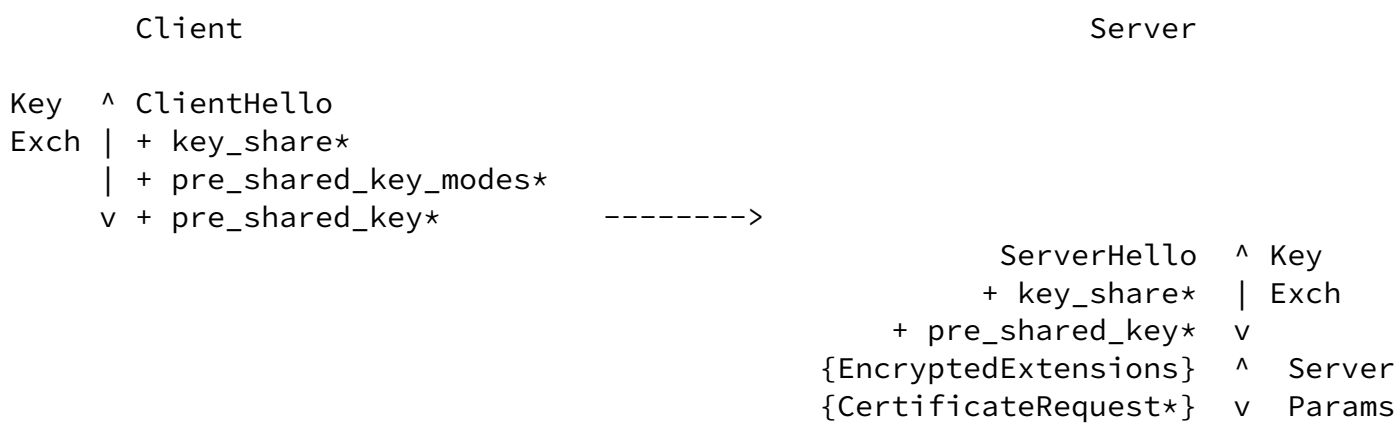 Client                                               Server

Key  ^ ClientHello
Exch | + key_share*
     | + pre_shared_key_modes*
     v + pre_shared_key*         -------->
                                                       ServerHello  ^ Key
                                                      + key_share*  | Exch
                                                 + pre_shared_key*  v
                                             {EncryptedExtensions}  ^  Server
                                             {CertificateRequest*}  v  Params